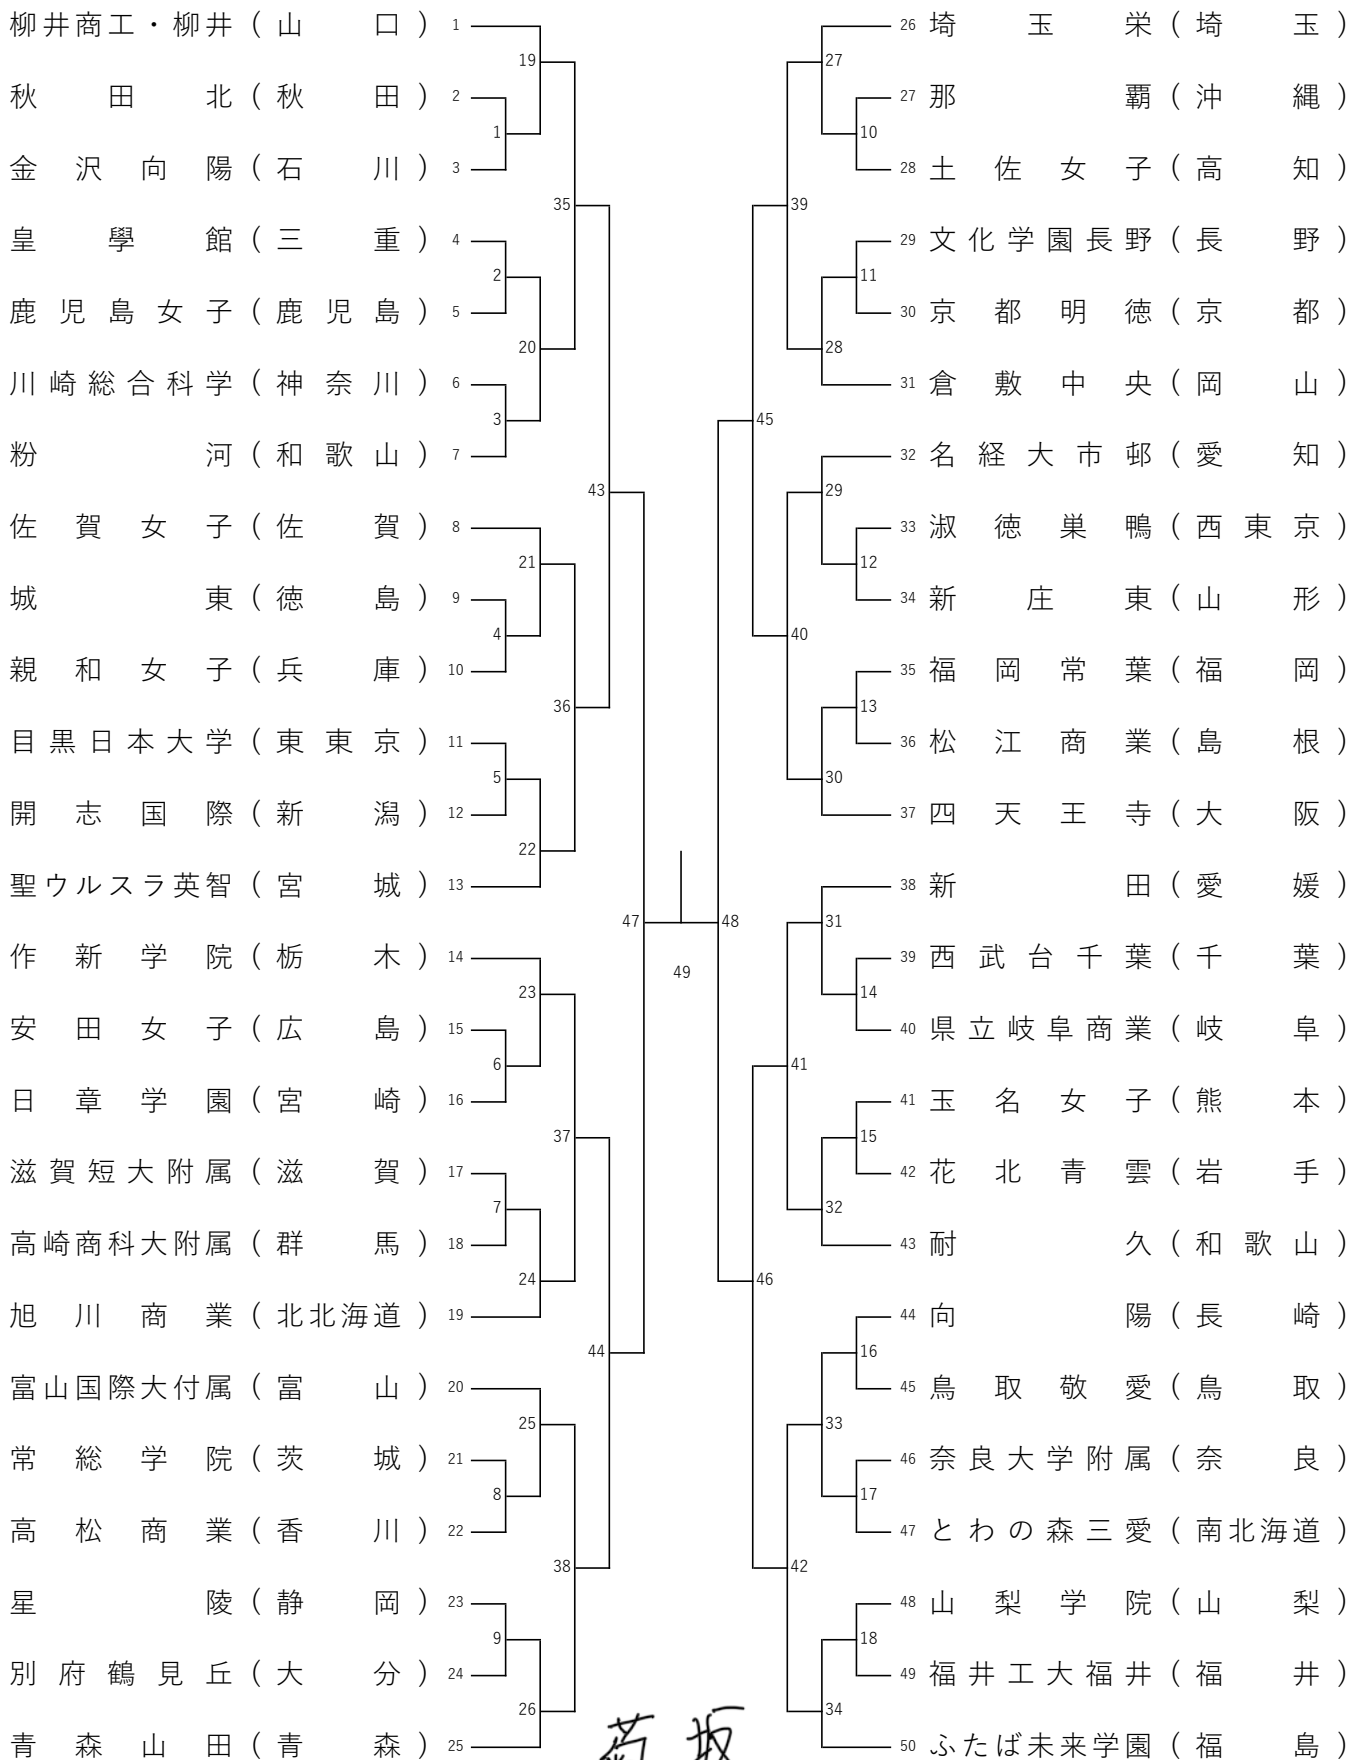 柳井商工・柳井（山口）1
秋田北（秋田）2
金沢向陽（石川）3
皇學館（三重）4
鹿児島女子（鹿児島）5
川崎総合科学（神奈川）6
粉河（和歌山）7
佐賀女子（佐賀）8
城東（徳島）9
親和女子（兵庫）10
目黒日本大学（東東京）11
開志国際（新潟）12
聖ウルスラ英智（宮城）13
作新学院（栃木）14
安田女子（広島）15
日章学園（宮崎）16
滋賀短大附属（滋賀）17
高崎商科大附属（群馬）18
旭川商業（北北海道）19
富山国際大付属（富山）20
常総学院（茨城）21
高松商業（香川）22
星陵（静岡）23
別府鶴見丘（大分）24
青森山田（青森）25
19
1
35
2
20
3
43
21
4
36
5
22
47
23
6
37
7
24
44
25
8
38
9
26
49
48
27
10
39
11
28
45
29
12
40
13
30
31
14
41
15
32
46
16
33
17
42
18
34
26 埼玉栄（埼玉）
27 那覇（沖縄）
28 土佐女子（高知）
29 文化学園長野（長野）
30 京都明徳（京都）
31 倉敷中央（岡山）
32 名経大市邨（愛知）
33 淑徳巣鴨（西東京）
34 新庄東（山形）
35 福岡常葉（福岡）
36 松江商業（島根）
37 四天王寺（大阪）
38 新田（愛媛）
39 西武台千葉（千葉）
40 県立岐阜商業（岐阜）
41 玉名女子（熊本）
42 花北青雲（岩手）
43 耐久（和歌山）
44 向陽（長崎）
45 鳥取敬愛（鳥取）
46 奈良大学附属（奈良）
47 とわの森三愛（南北海道）
48 山梨学院（山梨）
49 福井工大福井（福井）
50 ふたば未来学園（福島）